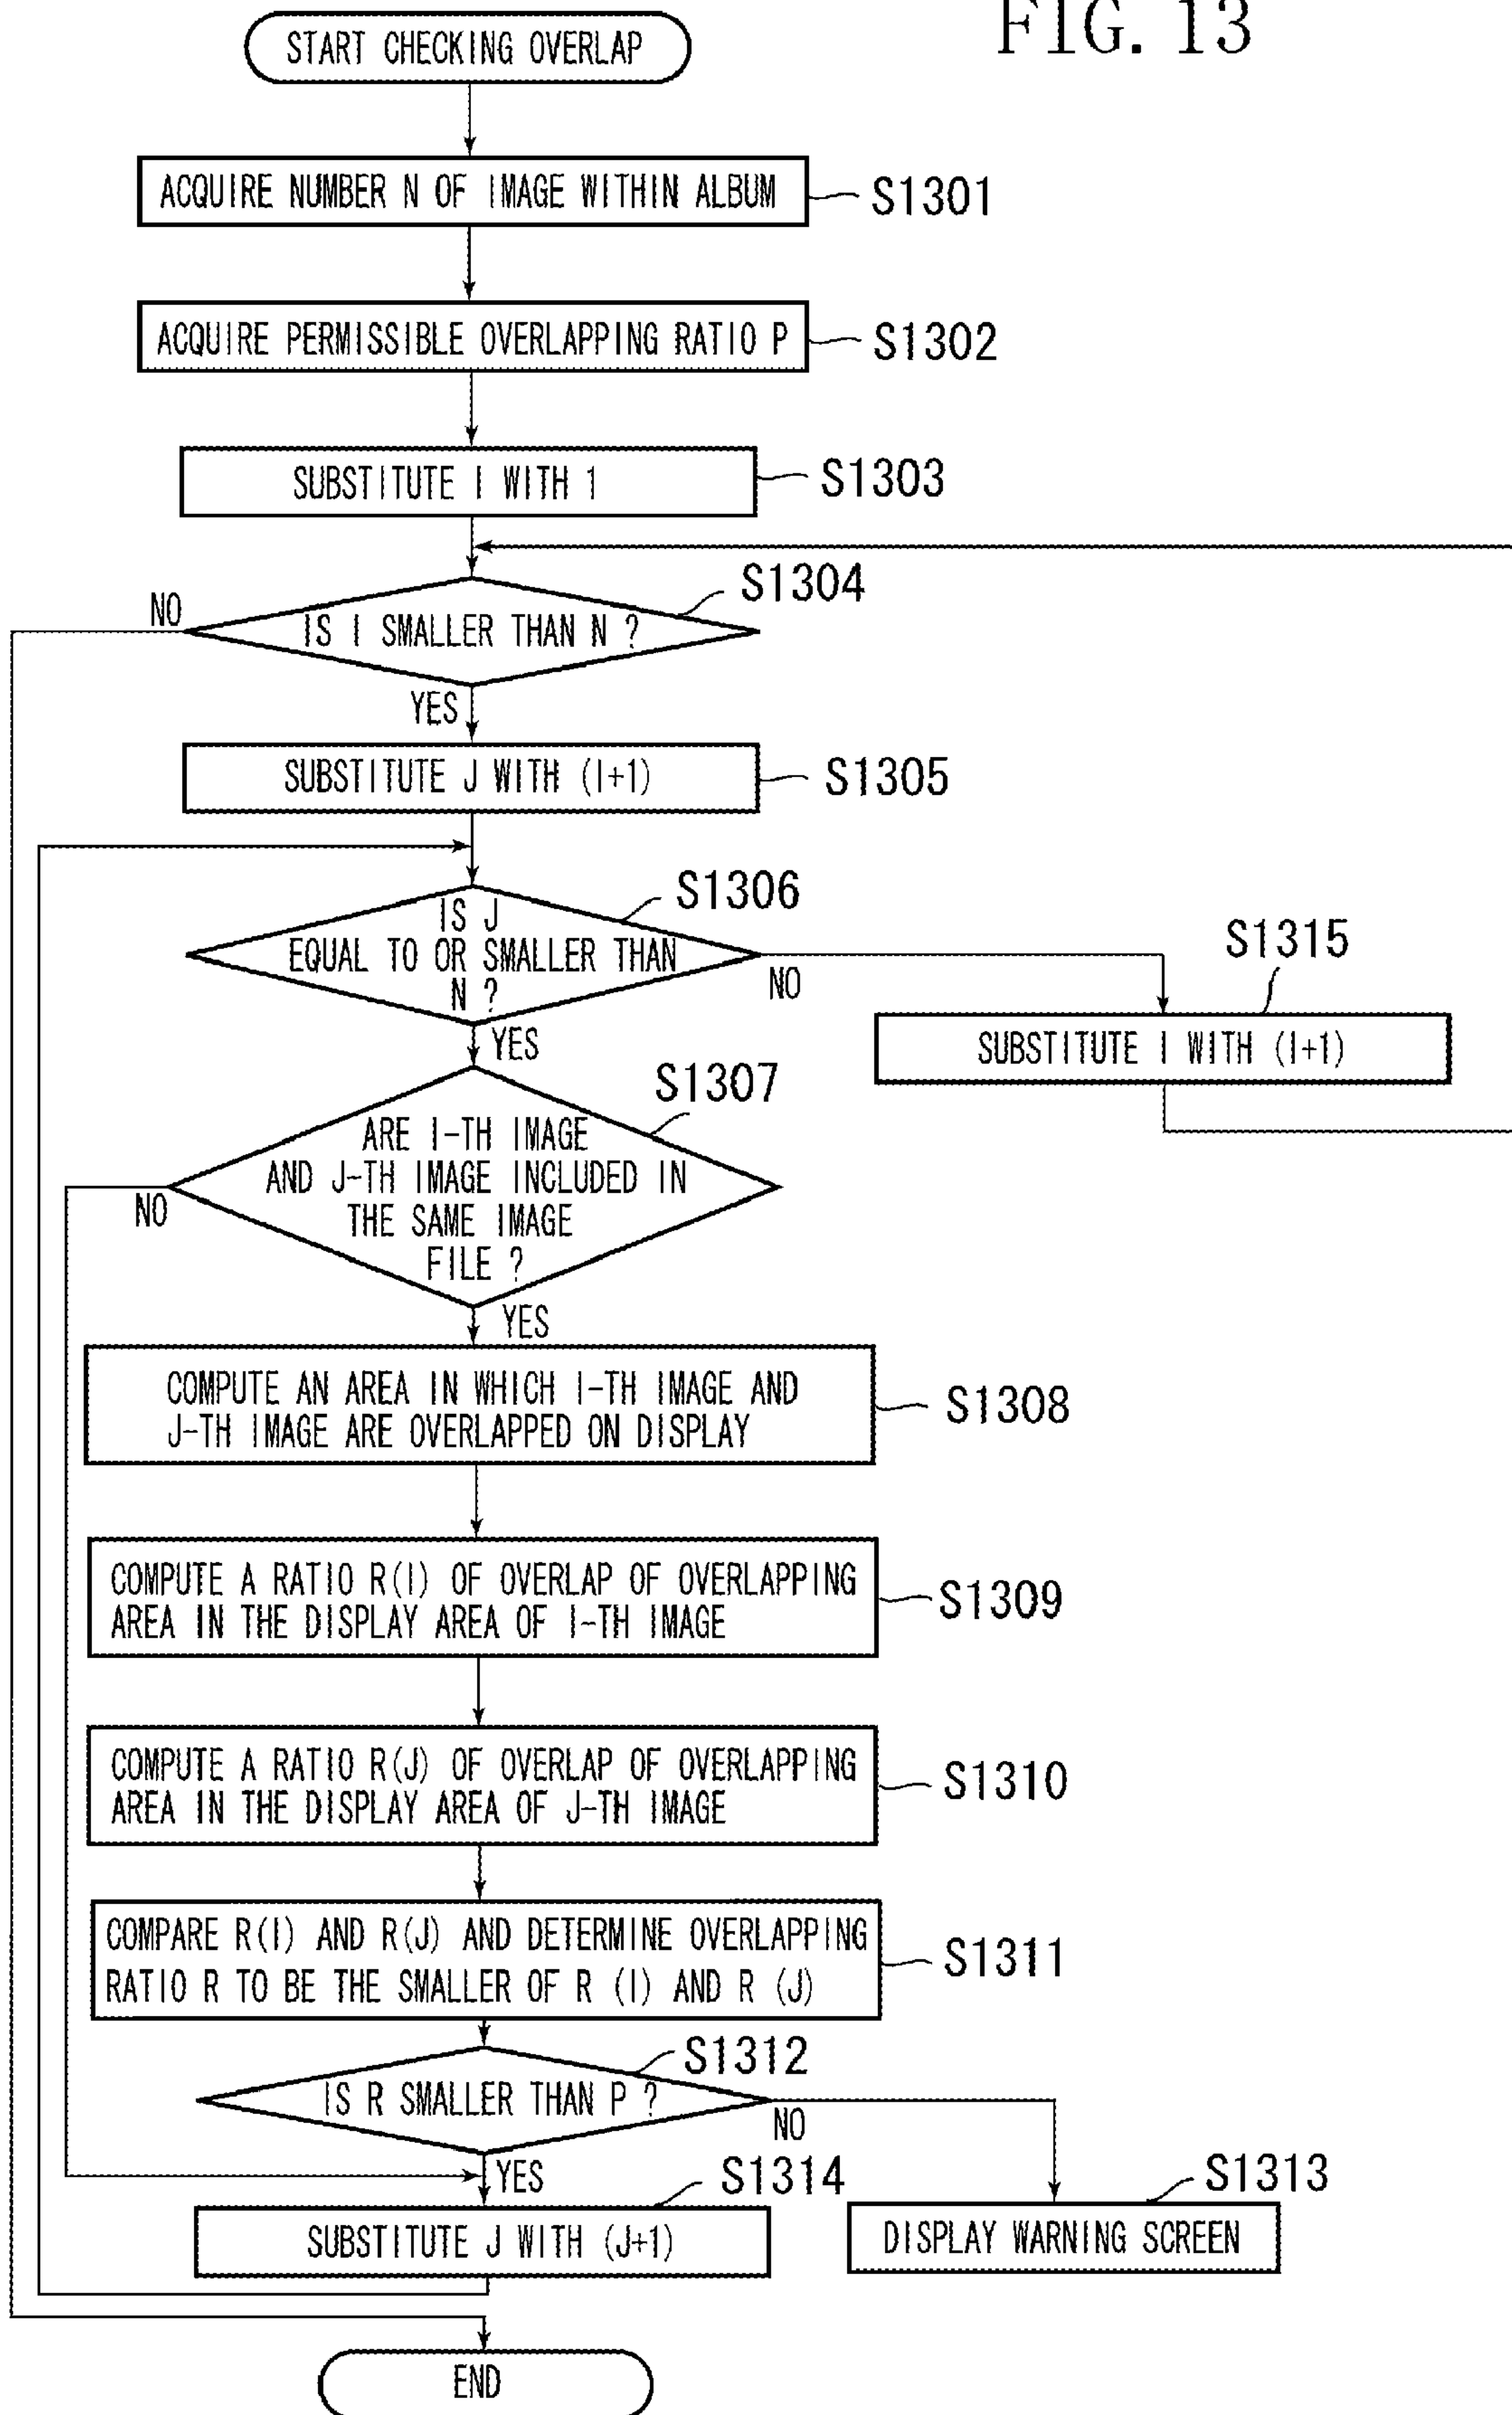 FIG. 13
START CHECKING OVERLAP
ACQUIRE NUMBER N OF IMAGE WITHIN ALBUM
S1301
ACQUIRE PERMISSIBLE OVERLAPPING RATIO P
S1302
SUBSTITUTE I WITH 1
S1303
S1304
NO
IS I SMALLER THAN N ?
YES
SUBSTITUTE J WITH (I+1)
S1305
S1306
IS J
EQUAL TO OR SMALLER THAN
N ?
NO
YES
S1315
SUBSTITUTE I WITH (I+1)
S1307
ARE I-TH IMAGE
AND J-TH IMAGE INCLUDED IN
THE SAME IMAGE
FILE ?
NO
YES
COMPUTE AN AREA IN WHICH I-TH IMAGE AND
J-TH IMAGE ARE OVERLAPPED ON DISPLAY
S1308
COMPUTE A RATIO R(I) OF OVERLAP OF OVERLAPPING
AREA IN THE DISPLAY AREA OF I-TH IMAGE
S1309
COMPUTE A RATIO R(J) OF OVERLAP OF OVERLAPPING
AREA IN THE DISPLAY AREA OF J-TH IMAGE
S1310
COMPARE R(I) AND R(J) AND DETERMINE OVERLAPPING
RATIO R TO BE THE SMALLER OF R (I) AND R (J)
S1311
S1312
IS R SMALLER THAN P ?
NO
YES
S1314
SUBSTITUTE J WITH (J+1)
S1313
DISPLAY WARNING SCREEN
END